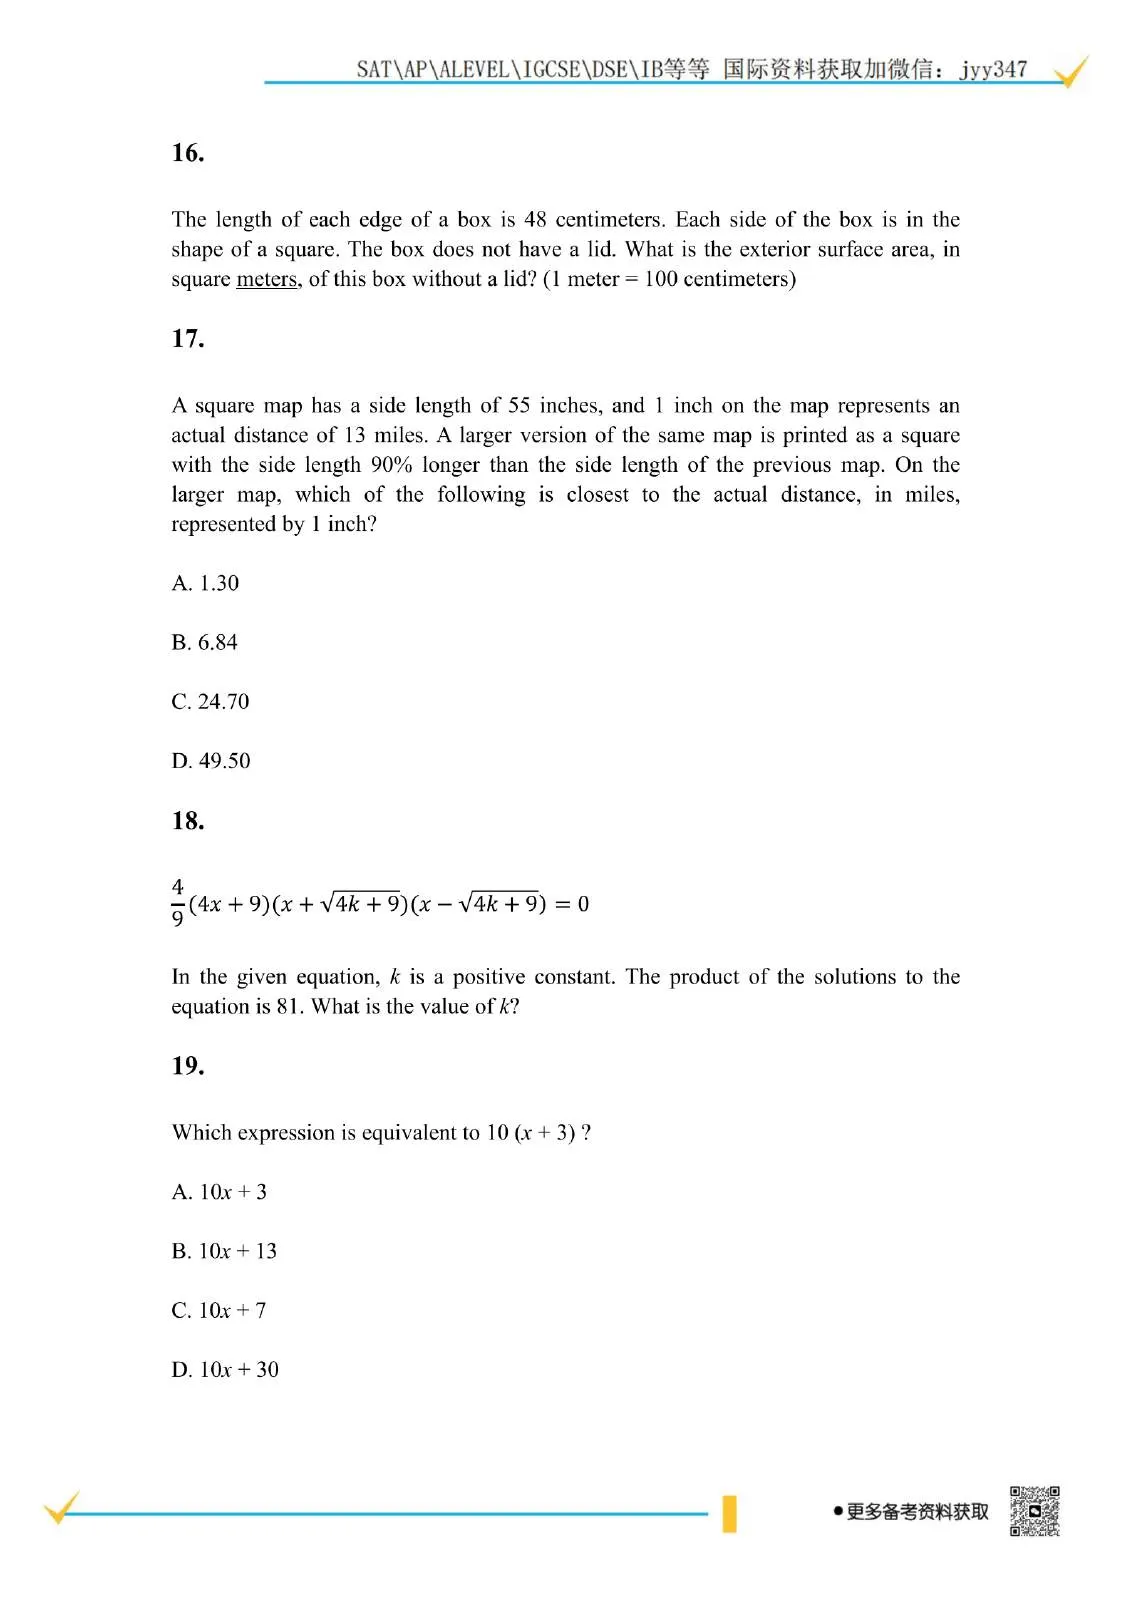 SAT\AP\ALEVEL\IGCSE\DSE\IB等等 国际资料获取加微信：jyy347
16.
The length of each edge of a box is 48 centimeters. Each side of the box is in the
shape of a square. The box does not have a lid. What is the exterior surface area, in
square meters, of this box without a lid? (1 meter = 100 centimeters)
17.
A square map has a side length of 55 inches, and 1 inch on the map represents an
actual distance of 13 miles. A larger version of the same map is printed as a square
with the side length 90% longer than the side length of the previous map. On the
larger map, which of the following is closest to the actual distance, in miles,
represented by 1 inch?
A. 1.30
B. 6.84
C. 24.70
D. 49.50
18.
4/9(4x + 9)(x + √(4k + 9))(x − √(4k + 9)) = 0
In the given equation, k is a positive constant. The product of the solutions to the
equation is 81. What is the value of k?
19.
Which expression is equivalent to 10 (x + 3) ?
A. 10x + 3
B. 10x + 13
C. 10x + 7
D. 10x + 30
●更多备考资料获取